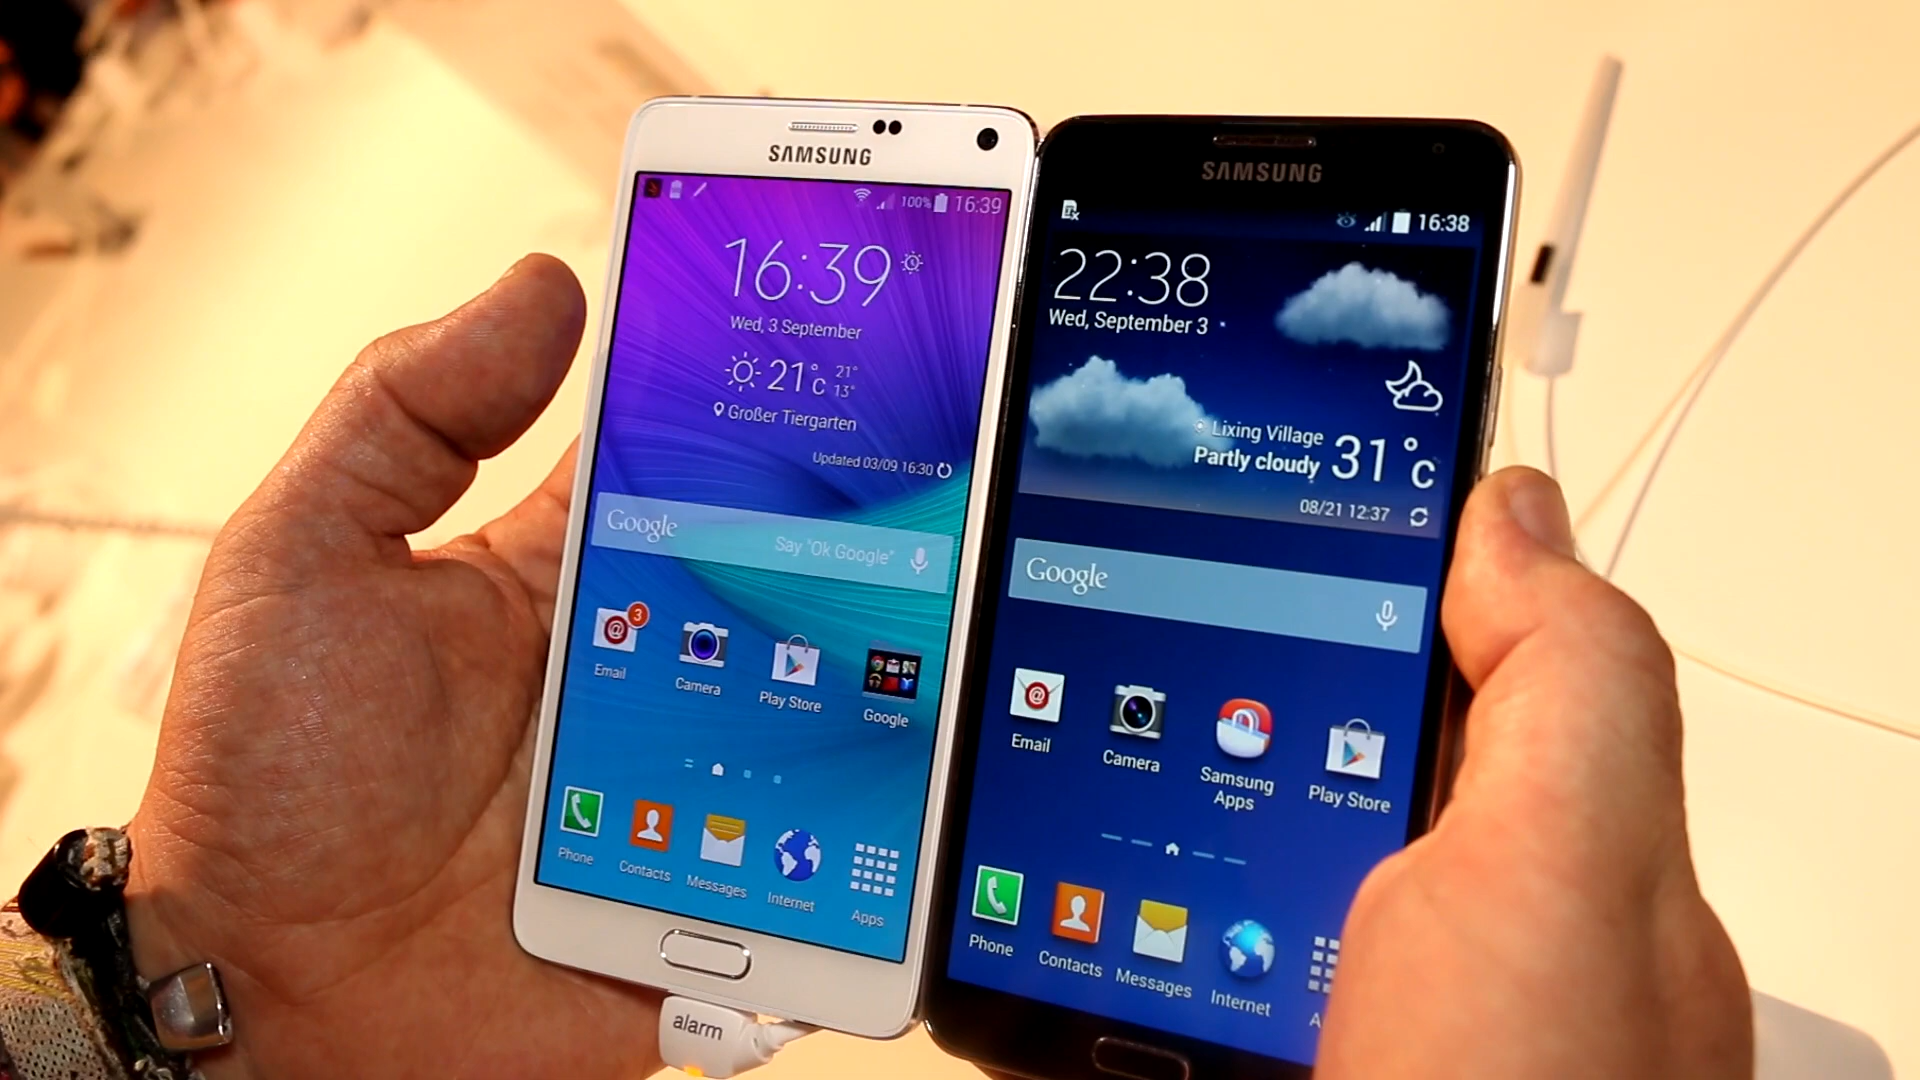 SAMSUNG
100% 16:39
16:39
Wed, 3 September
21°C 21°
13°
Großer Tiergarten
Updated 03/09 16:30
Google Say "Ok Google"
3
Email Camera Play Store Google
Phone Contacts Messages Internet Apps
alarm
SAMSUNG
16:38
22:38
Wed, September 3
Lixing Village
Partly cloudy 31°C
08/21 12:37
Google
Email Camera Samsung Apps Play Store
Phone Contacts Messages Internet A